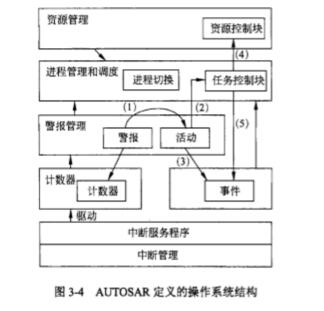 资源管理
资源控制块
(4)
进程管理和调度
进程切换
任务控制块
(1)
(2)
(5)
警报管理
警报
活动
(3)
计数器
计数器
事件
驱动
中断服务程序
中断管理
图 3-4 AUTOSAR 定义的操作系统结构